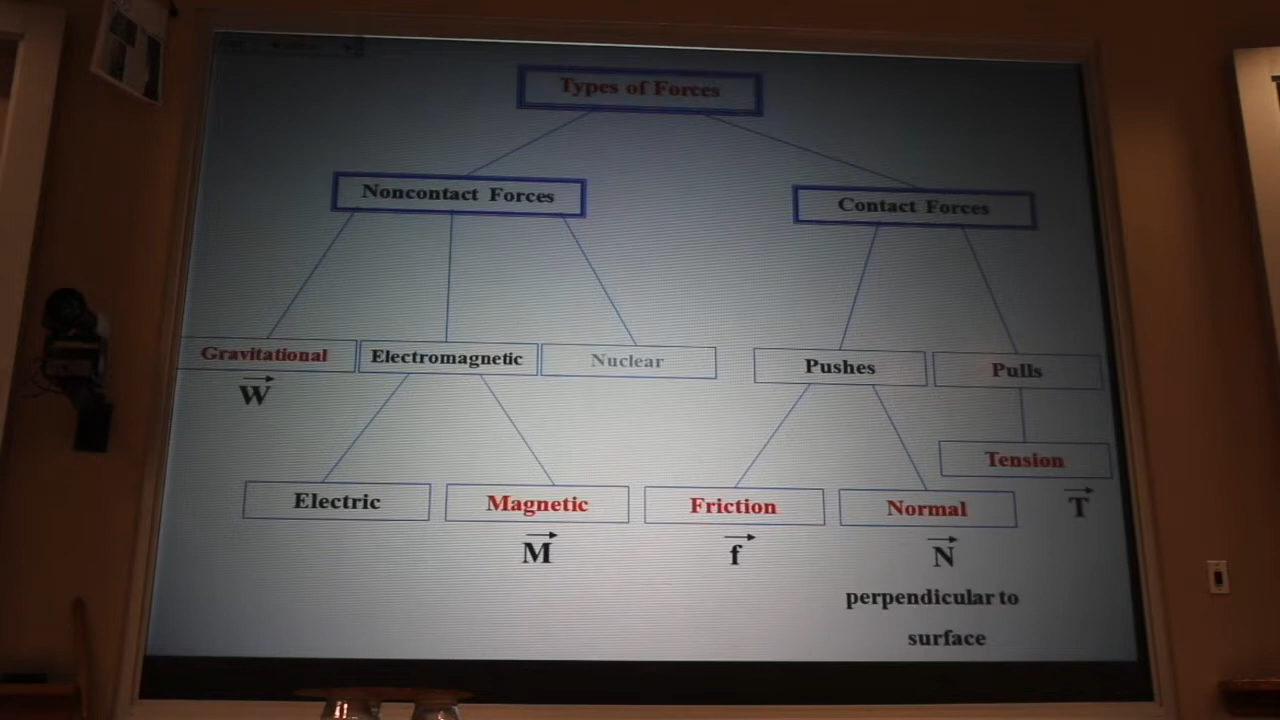 Types of Forces
Noncontact Forces
Contact Forces
Gravitational
Electromagnetic
Nuclear
Pushes
Pulls
W
Tension
T
Electric
Magnetic
Friction
Normal
M
f
N
perpendicular to
surface